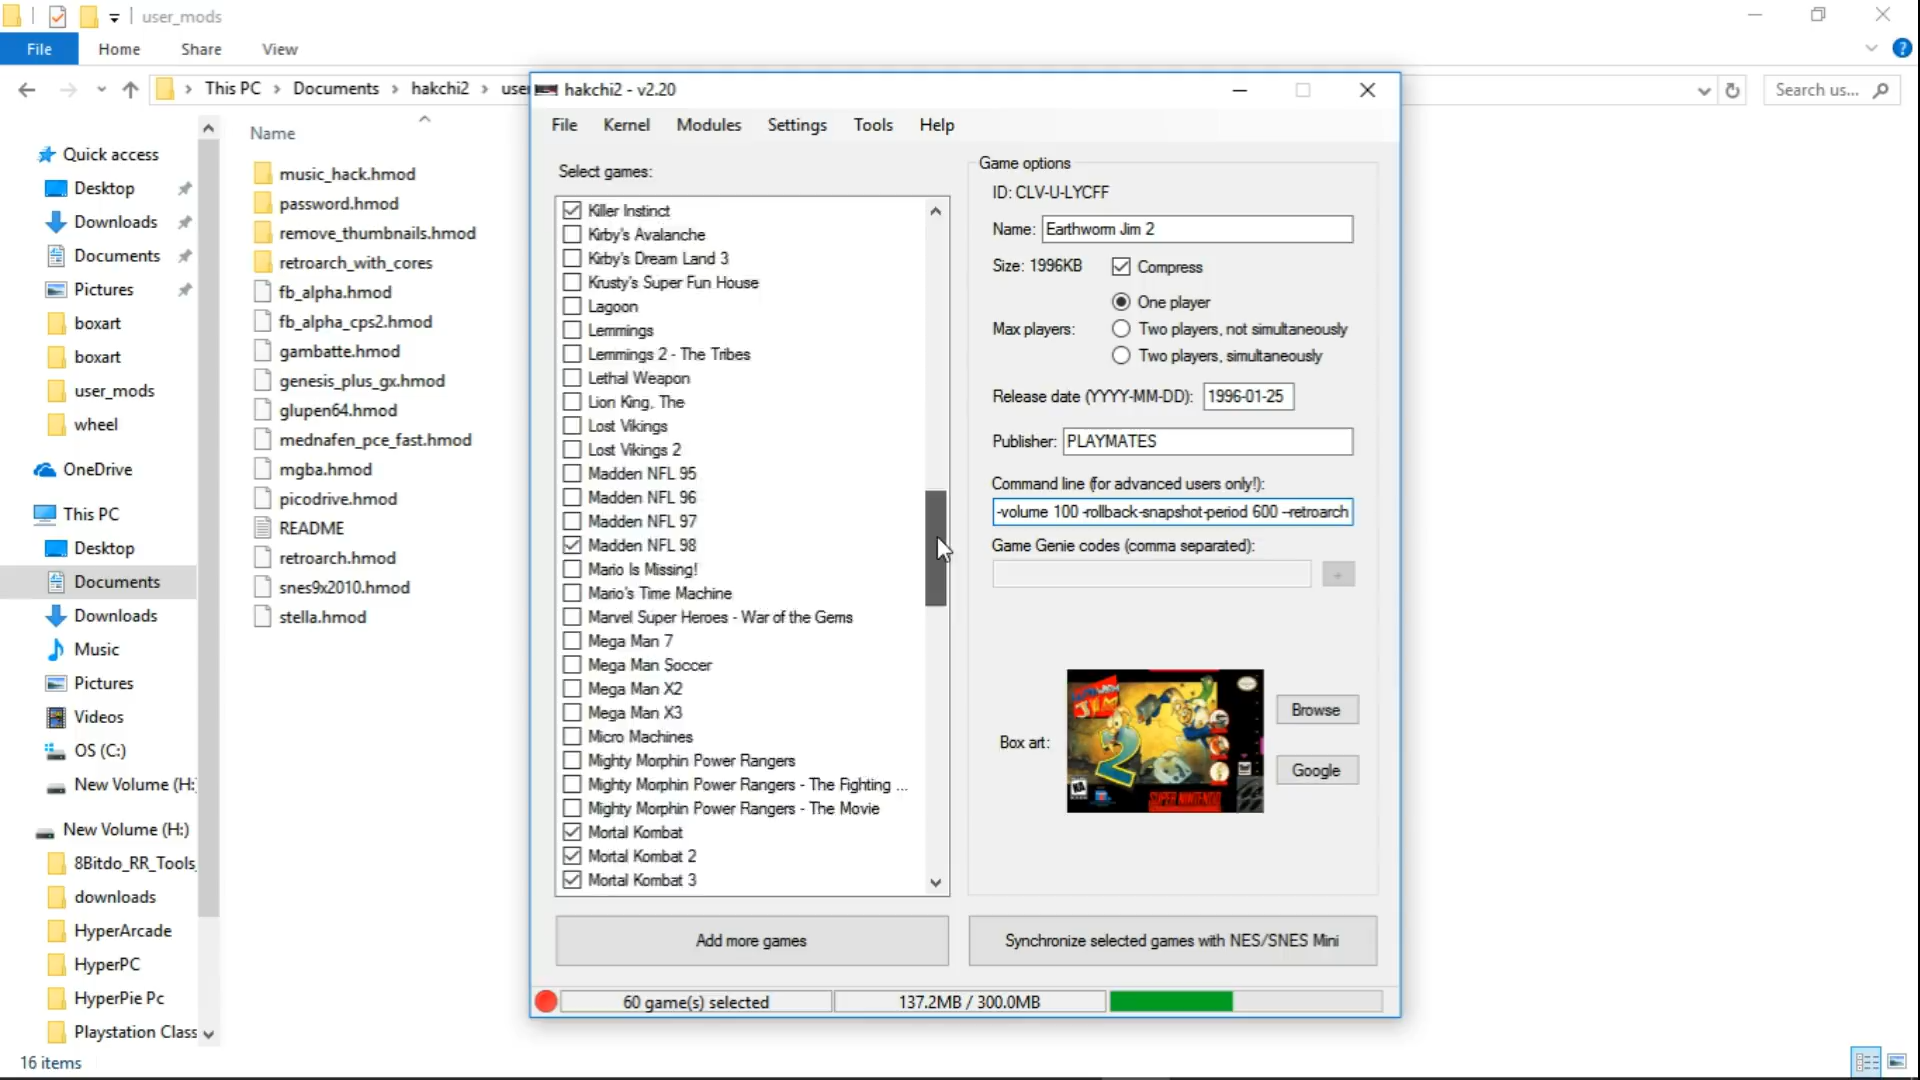 user_mods
File
Home
Share
View
This PC
Documents
hakchi2
Search us...
Name
Quick access
Desktop
Downloads
Documents
Pictures
boxart
boxart
user_mods
wheel
OneDrive
This PC
Desktop
Documents
Downloads
Music
Pictures
Videos
OS (C:)
New Volume (H:
New Volume (H:)
8Bitdo_RR_Tools_
downloads
HyperArcade
HyperPC
HyperPie Pc
Playstation Class
16 items
music_hack.hmod
password.hmod
remove_thumbnails.hmod
retroarch_with_cores
fb_alpha.hmod
fb_alpha_cps2.hmod
gambatte.hmod
genesis_plus_gx.hmod
glupen64.hmod
mednafen_pce_fast.hmod
mgba.hmod
picodrive.hmod
README
retroarch.hmod
snes9x2010.hmod
stella.hmod
hakchi2 - v2.20
File
Kernel
Modules
Settings
Tools
Help
Select games:
Killer Instinct
Kirby's Avalanche
Kirby's Dream Land 3
Krusty's Super Fun House
Lagoon
Lemmings
Lemmings 2 - The Tribes
Lethal Weapon
Lion King, The
Lost Vikings
Lost Vikings 2
Madden NFL 95
Madden NFL 96
Madden NFL 97
Madden NFL 98
Mario Is Missing!
Mario's Time Machine
Marvel Super Heroes - War of the Gems
Mega Man 7
Mega Man Soccer
Mega Man X2
Mega Man X3
Micro Machines
Mighty Morphin Power Rangers
Mighty Morphin Power Rangers - The Fighting ...
Mighty Morphin Power Rangers - The Movie
Mortal Kombat
Mortal Kombat 2
Mortal Kombat 3
Add more games
Game options
ID: CLV-U-LYCFF
Name: Earthworm Jim 2
Size: 1996KB
Compress
One player
Max players:
Two players, not simultaneously
Two players, simultaneously
Release date (YYYY-MM-DD): 1996-01-25
Publisher: PLAYMATES
Command line (for advanced users only!):
-volume 100 -rollback-snapshot-period 600 --retroarch
Game Genie codes (comma separated):
Box art:
JIM
2
SUPER NINTENDO
Browse
Google
Synchronize selected games with NES/SNES Mini
60 game(s) selected
137.2MB / 300.0MB